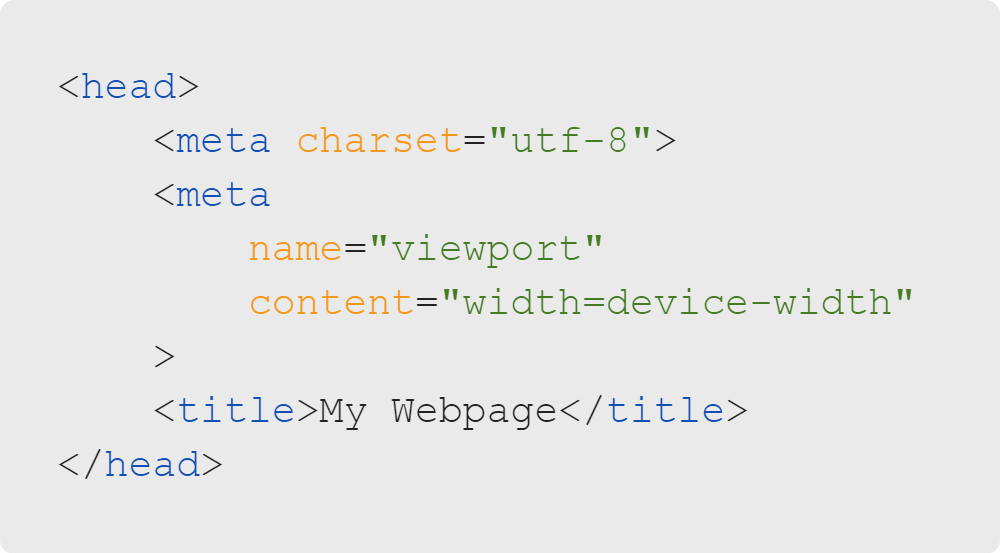 <head>
    <meta charset="utf-8">
    <meta
        name="viewport"
        content="width=device-width"
    >
    <title>My Webpage</title>
</head>